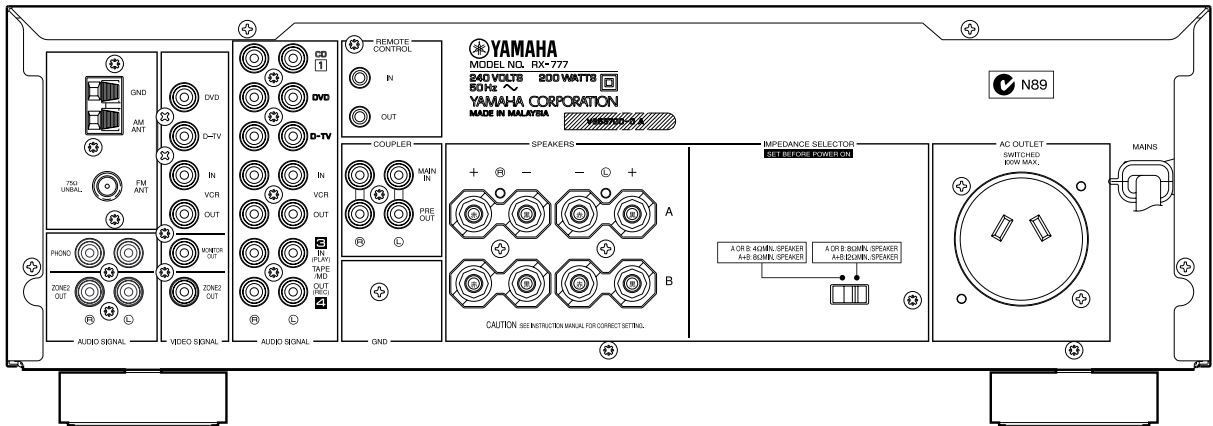 GND
AM
ANT
75Ω
UNBAL.
FM
ANT
PHONO
ZONE2
OUT
R L
AUDIO SIGNAL
DVD
D-TV
IN
VCR
OUT
MONITOR
OUT
ZONE2
OUT
VIDEO SIGNAL
CD
1
DVD
D-TV
IN
VCR
OUT
3
IN
(PLAY)
TAPE
/MD
OUT
(REC)
4
R L
AUDIO SIGNAL
REMOTE
CONTROL
IN
OUT
COUPLER
MAIN
IN
PRE
OUT
R L
GND
YAMAHA
MODEL NO. RX-777
240 VOLTS 200 WATTS
50Hz ~
YAMAHA CORPORATION
MADE IN MALAYSIA
N89
SPEAKERS
+ R − − L +
A
B
CAUTION SEE INSTRUCTION MANUAL FOR CORRECT SETTING.
IMPEDANCE SELECTOR
SET BEFORE POWER ON
A OR B: 4ΩMIN. /SPEAKER
A+B: 8ΩMIN. /SPEAKER
A OR B: 8ΩMIN. /SPEAKER
A+B:12ΩMIN. /SPEAKER
AC OUTLET
SWITCHED
100W MAX.
MAINS